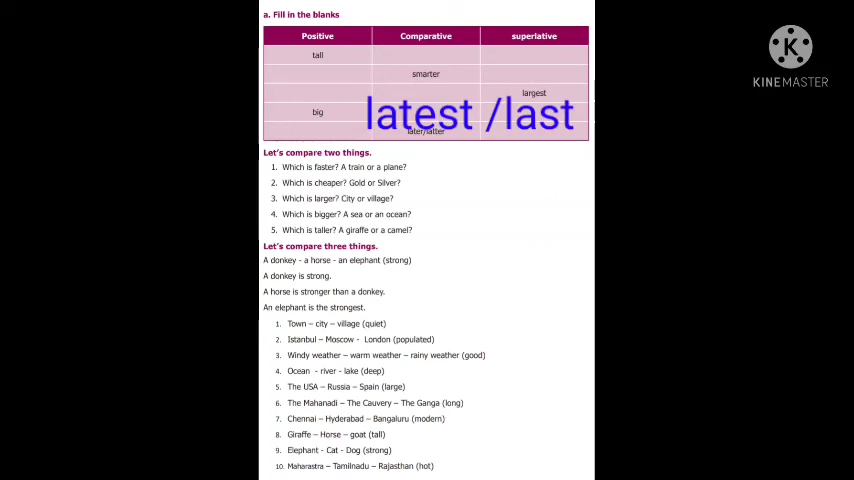 a. Fill in the blanks
Positive Comparative superlative
tall
smarter
largest
big
latest /last
later/latter
Let's compare two things.
1. Which is faster? A train or a plane?
2. Which is cheaper? Gold or Silver?
3. Which is larger? City or village?
4. Which is bigger? A sea or an ocean?
5. Which is taller? A giraffe or a camel?
Let's compare three things.
A donkey - a horse - an elephant (strong)
A donkey is strong.
A horse is stronger than a donkey.
An elephant is the strongest.
1. Town – city – village (quiet)
2. Istanbul – Moscow - London (populated)
3. Windy weather – warm weather – rainy weather (good)
4. Ocean - river - lake (deep)
5. The USA – Russia – Spain (large)
6. The Mahanadi – The Cauvery – The Ganga (long)
7. Chennai – Hyderabad – Bangaluru (modern)
8. Giraffe – Horse – goat (tall)
9. Elephant - Cat - Dog (strong)
10. Maharastra – Tamilnadu – Rajasthan (hot)
K
KINEMASTER